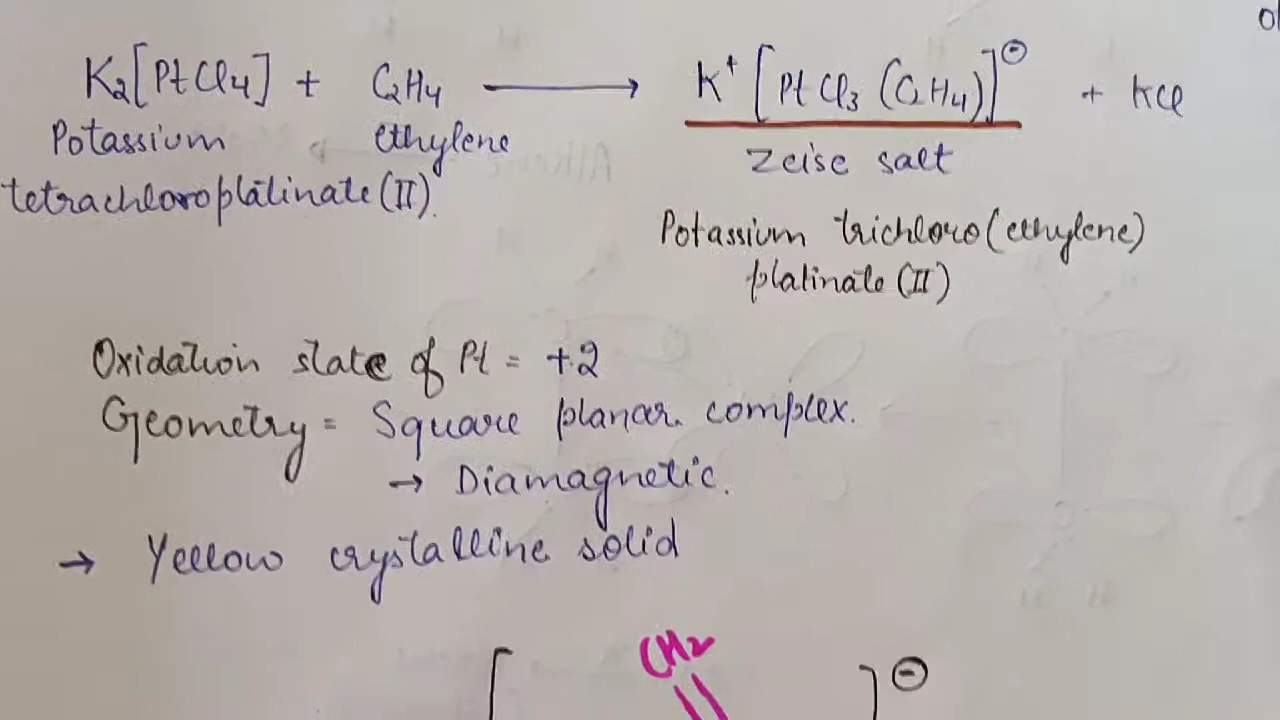 K₂[PtCl₄] + C₂H₄ ⟶ K⁺ [PtCl₃ (C₂H₄)]⊖ + KCl
Potassium ethylene Zeise salt
tetrachloroplatinate (II).
Potassium trichloro(ethylene)
platinate (II)
Oxidation state of Pt = +2
Geometry = Square planar. complex.
→ Diamagnetic.
→ Yellow crystalline solid
CH₂
[ || ]⊖